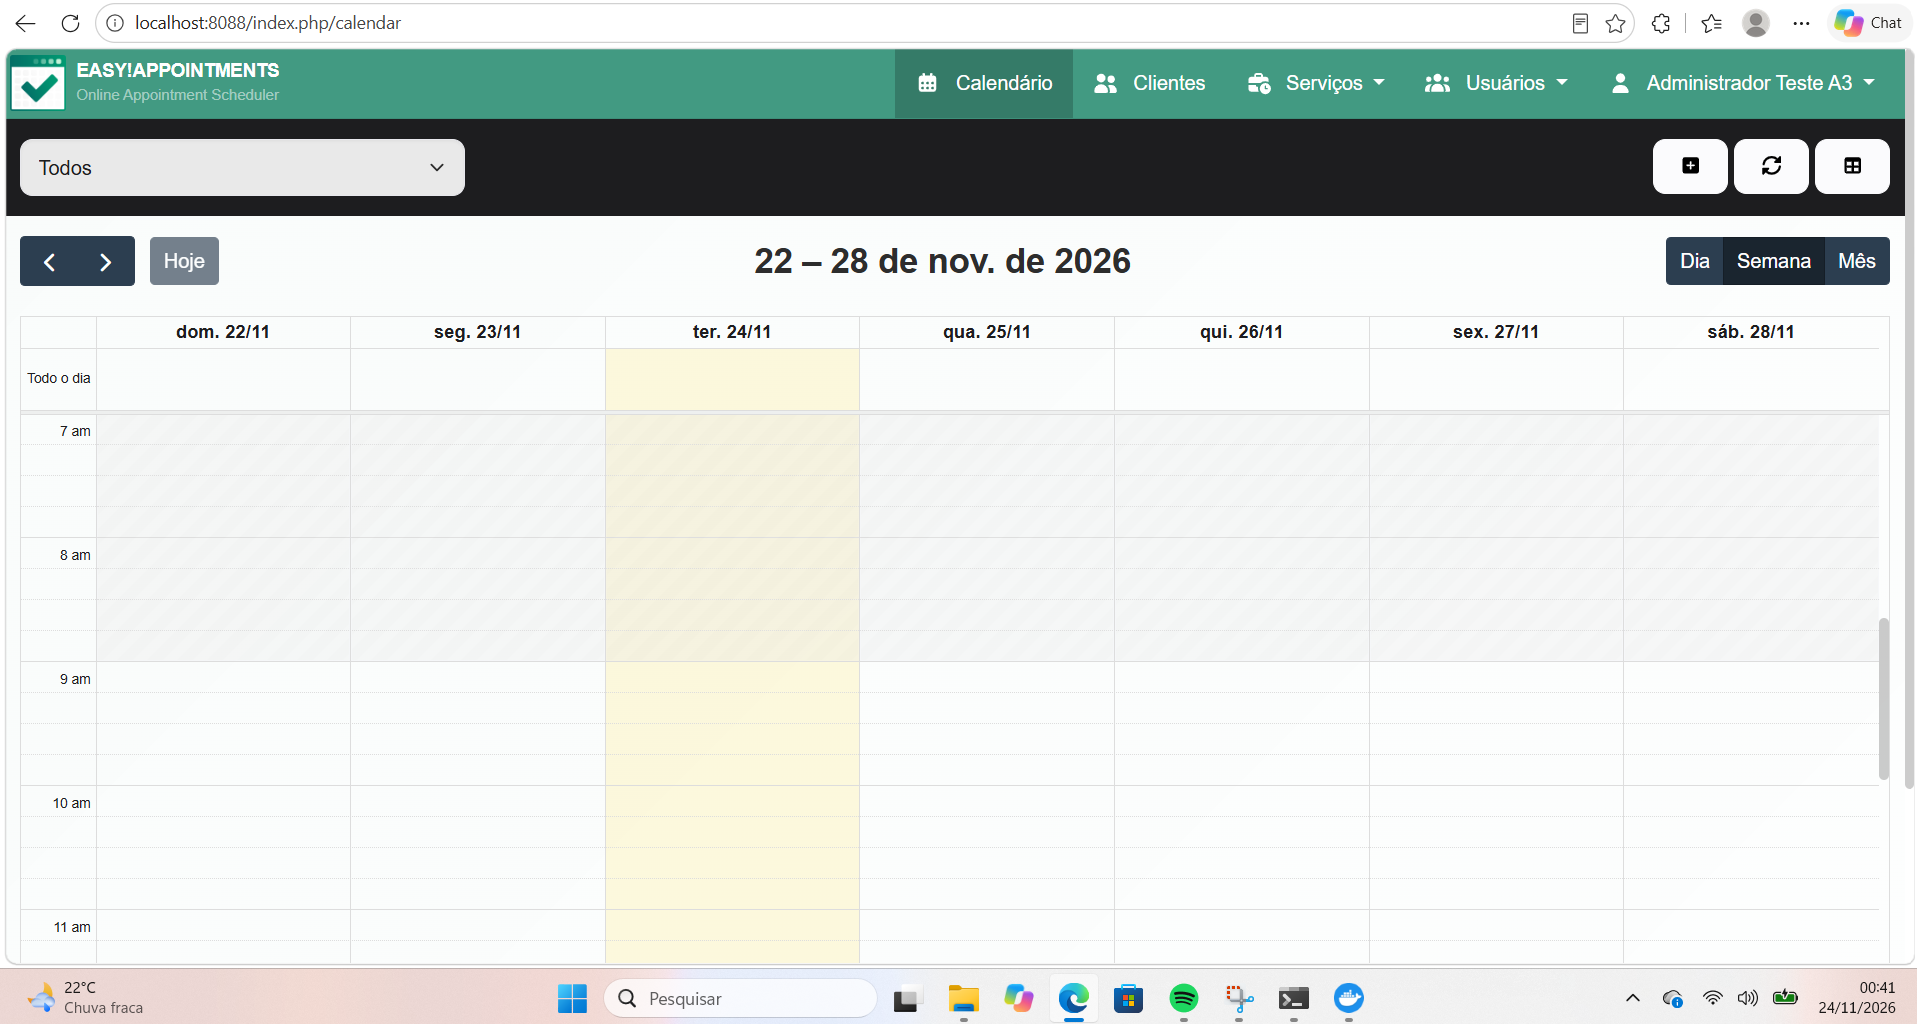 localhost:8088/index.php/calendar
Chat
EASY!APPOINTMENTS
Online Appointment Scheduler
Calendário
Clientes
Serviços
Usuários
Administrador Teste A3
Todos
Hoje
22 – 28 de nov. de 2026
Dia
Semana
Mês
dom. 22/11
seg. 23/11
ter. 24/11
qua. 25/11
qui. 26/11
sex. 27/11
sáb. 28/11
Todo o dia
7 am
8 am
9 am
10 am
11 am
22°C
Chuva fraca
Pesquisar
00:41
24/11/2026